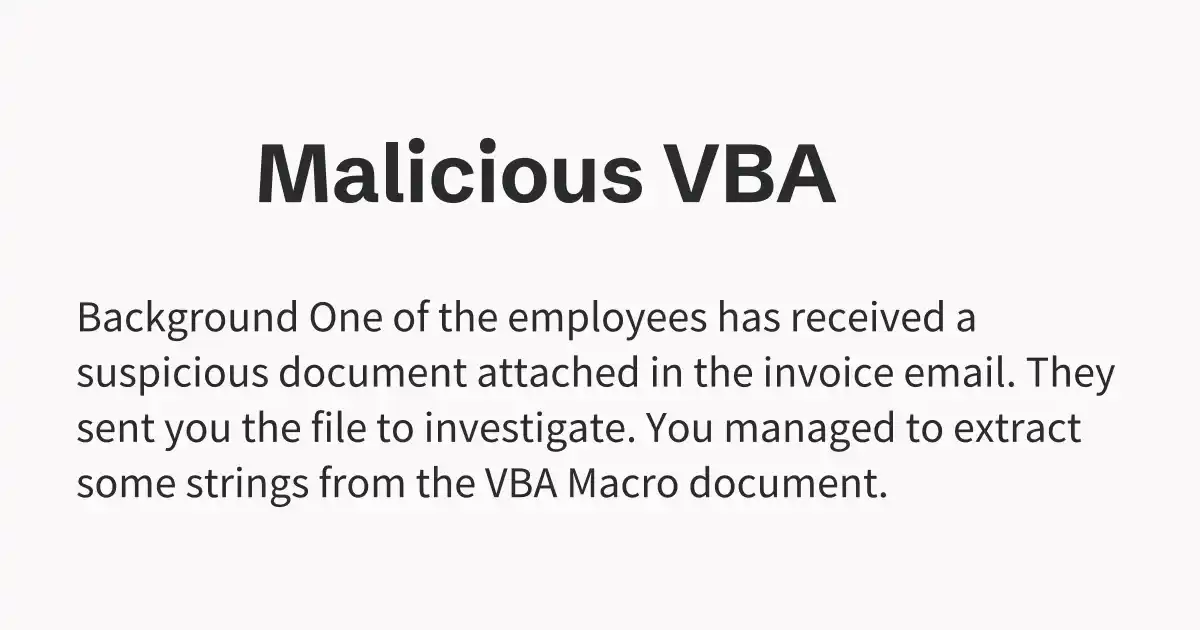 Malicious VBA
Background One of the employees has received a
suspicious document attached in the invoice email. They
sent you the file to investigate. You managed to extract
some strings from the VBA Macro document.